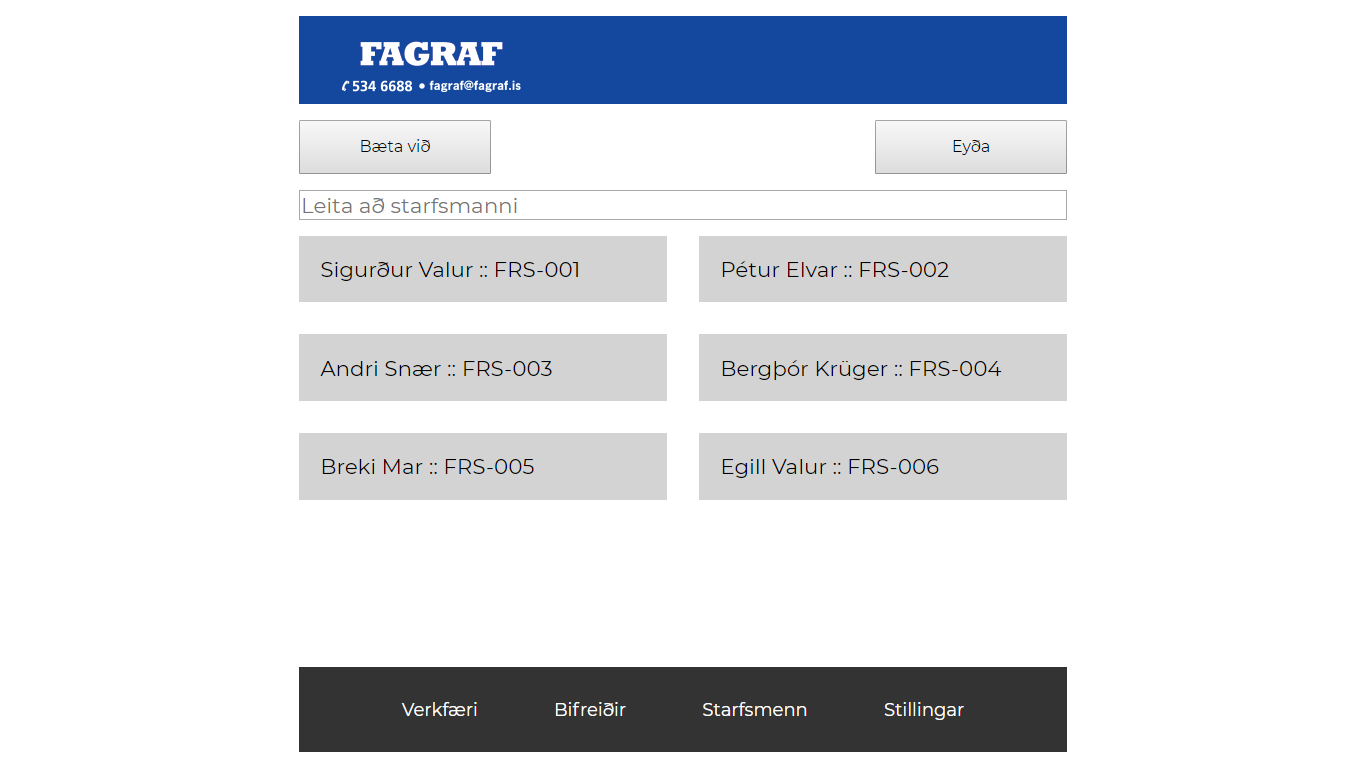 FAGRAF
534 6688 • fagraf@fagraf.is
Bæta við
Eyða
Leita að starfsmanni
Sigurður Valur :: FRS-001
Pétur Elvar :: FRS-002
Andri Snær :: FRS-003
Bergþór Krüger :: FRS-004
Breki Mar :: FRS-005
Egill Valur :: FRS-006
Verkfæri Bifreiðir Starfsmenn Stillingar